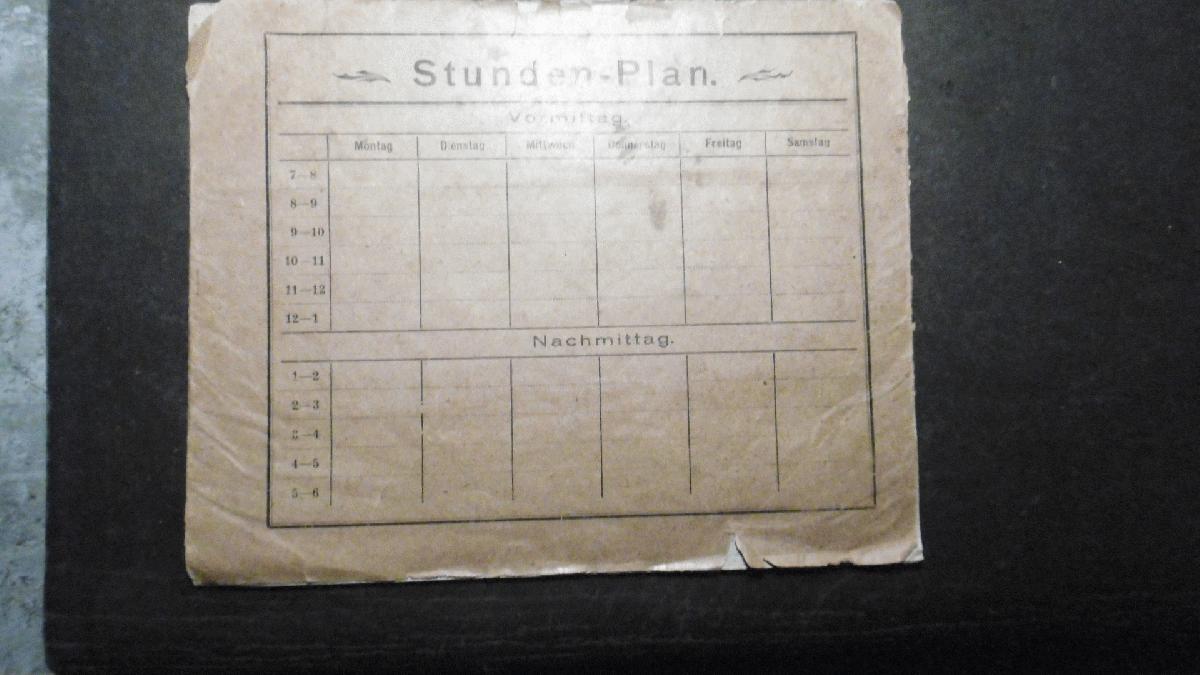 Stunden-Plan.
Vormittag.
Montag Dienstag Mittwoch Donnerstag Freitag Samstag
7—8
8—9
9—10
10—11
11—12
12—1
Nachmittag.
1—2
2—3
3—4
4—5
5—6